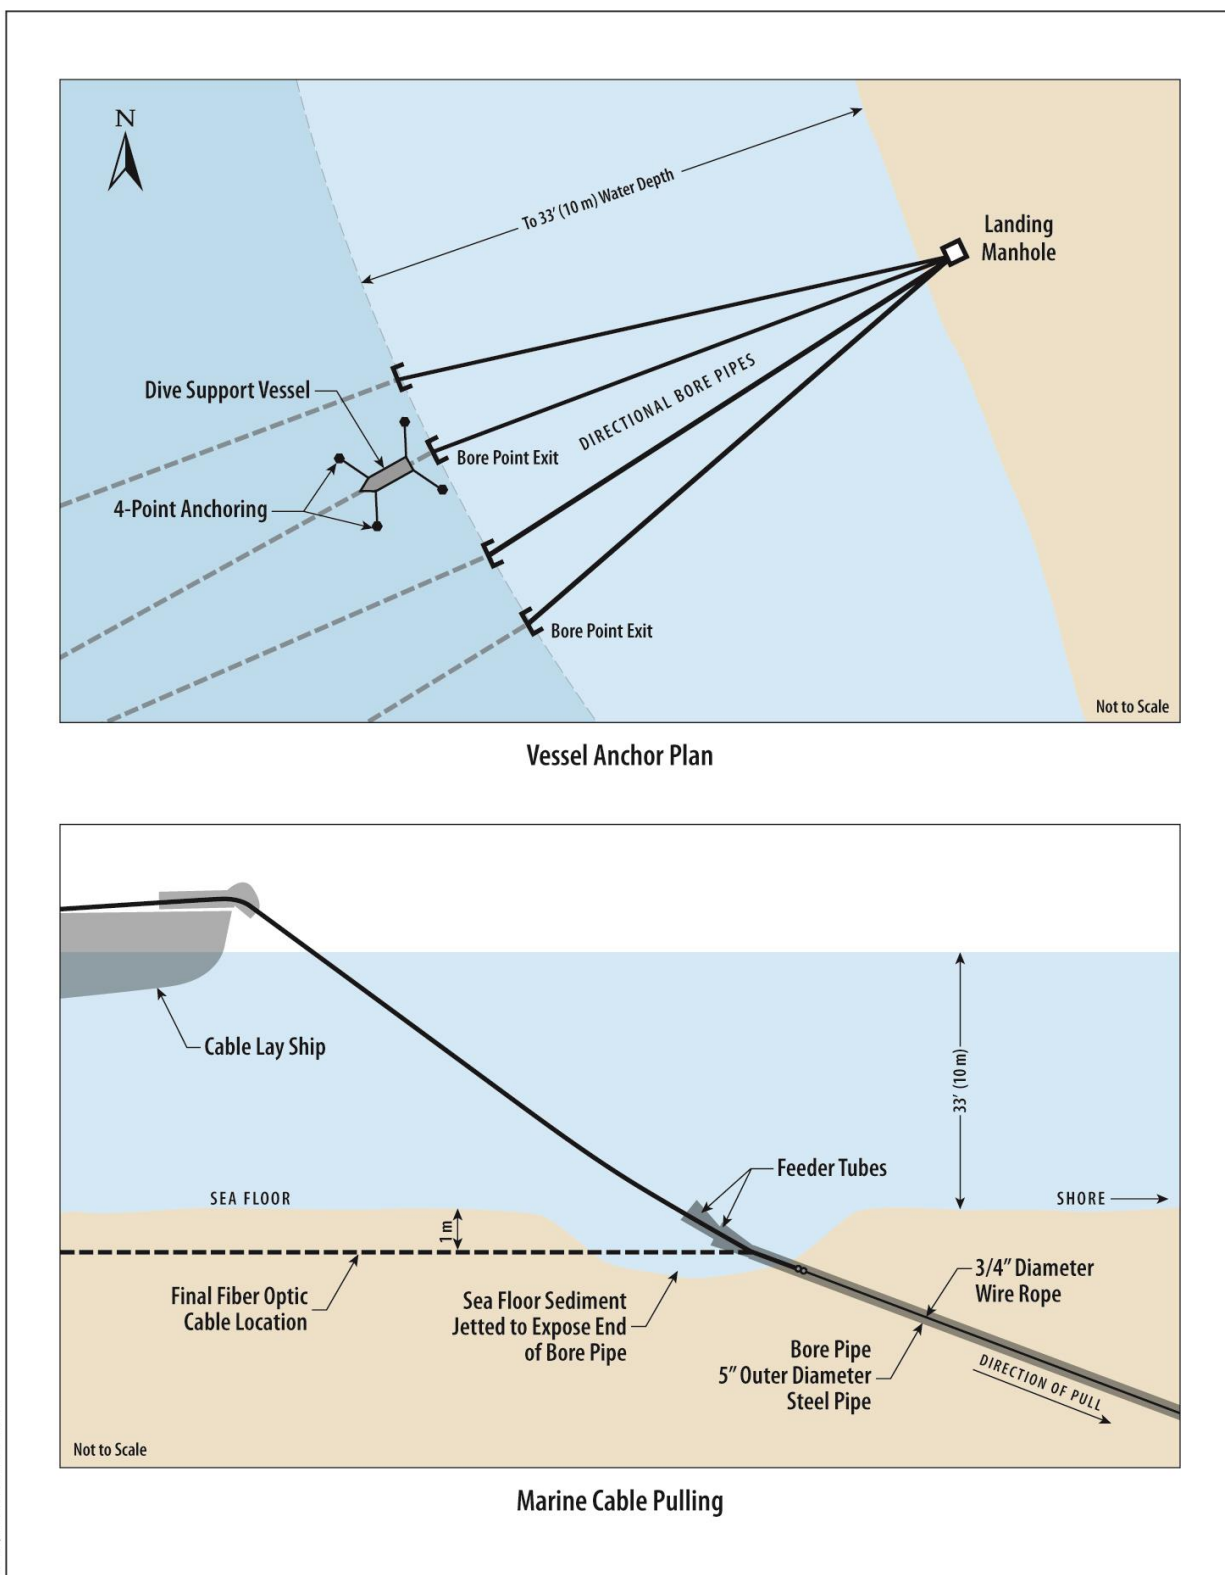 N
To 33' (10 m) Water Depth
Landing
Manhole
Dive Support Vessel
DIRECTIONAL BORE PIPES
Bore Point Exit
4-Point Anchoring
Bore Point Exit
Not to Scale
Vessel Anchor Plan
Cable Lay Ship
33' (10 m)
Feeder Tubes
SEA FLOOR
SHORE
1 m
3/4" Diameter
Wire Rope
Final Fiber Optic
Cable Location
Sea Floor Sediment
Jetted to Expose End
of Bore Pipe
Bore Pipe
5" Outer Diameter
Steel Pipe
DIRECTION OF PULL
Not to Scale
Marine Cable Pulling